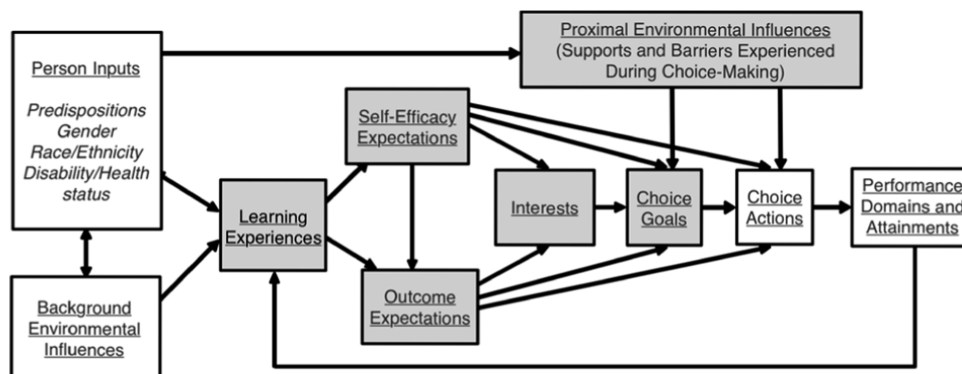 Proximal Environmental Influences
(Supports and Barriers Experienced
During Choice-Making)
Person Inputs
Predispositions
Gender
Race/Ethnicity
Disability/Health
status
Self-Efficacy
Expectations
Learning
Experiences
Interests
Choice
Goals
Choice
Actions
Performance
Domains and
Attainments
Background
Environmental
Influences
Outcome
Expectations